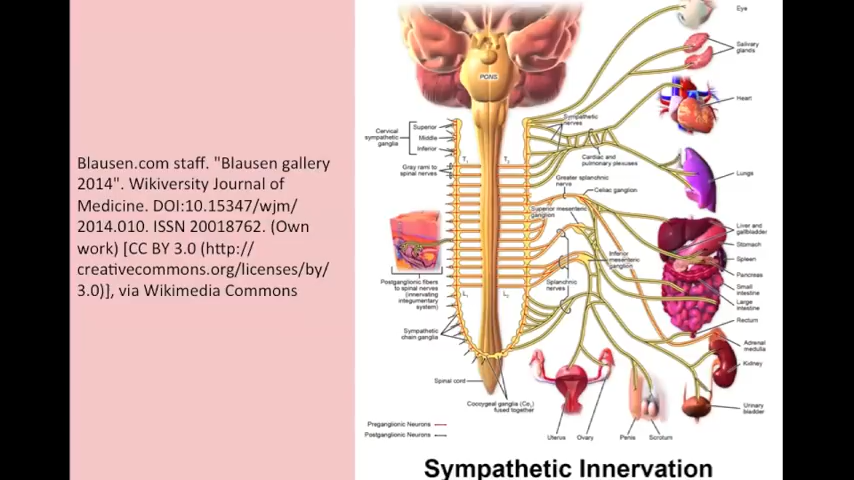 Blausen.com staff. "Blausen gallery
2014". Wikiversity Journal of
Medicine. DOI:10.15347/wjm/
2014.010. ISSN 20018762. (Own
work) [CC BY 3.0 (http://
creativecommons.org/licenses/by/
3.0)], via Wikimedia Commons
Eye
Salivary
glands
PONS
Heart
Sympathetic
nerves
Cervical
sympathetic
ganglia
Superior
Middle
Inferior
Cardiac and
pulmonary plexuses
Gray rami to
spinal nerves
T1
T2
Lungs
Greater splanchnic
nerve
Celiac ganglion
Superior mesenteric
ganglion
Liver and
gallbladder
Stomach
Spleen
Inferior
mesenteric
ganglion
Pancreas
Postganglionic fibers
to spinal nerves
(innervating
integumentary
system)
Splanchnic
nerves
Small
intestine
Large
intestine
L1
L2
Rectum
Sympathetic
chain ganglia
Adrenal
medulla
Kidney
Spinal cord
Coccygeal ganglia (Co1)
fused together
Urinary
bladder
Preganglionic Neurons
Postganglionic Neurons
Uterus
Ovary
Penis
Scrotum
Sympathetic Innervation